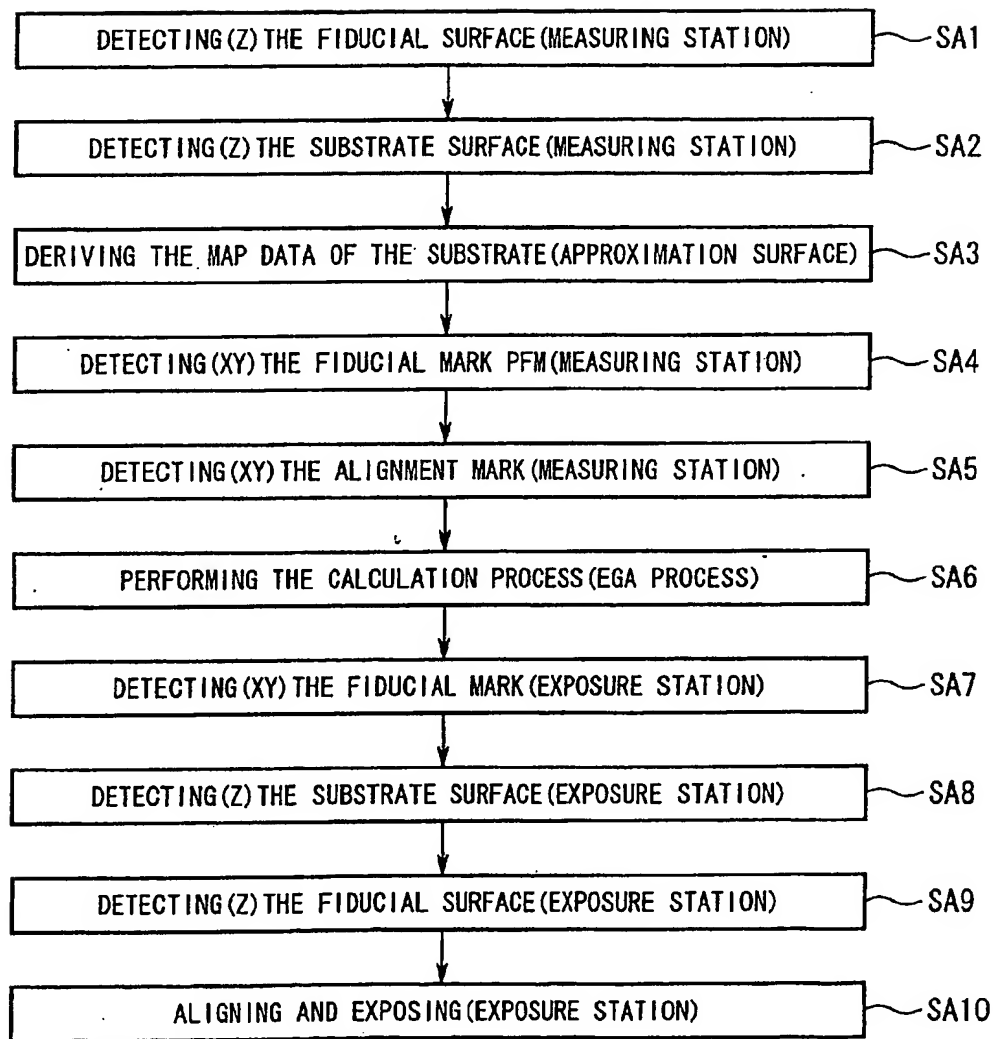 DETECTING(Z)THE FIDUCIAL SURFACE(MEASURING STATION) SA1
DETECTING(Z)THE SUBSTRATE SURFACE(MEASURING STATION) SA2
DERIVING THE MAP DATA OF THE SUBSTRATE(APPROXIMATION SURFACE) SA3
DETECTING(XY)THE FIDUCIAL MARK PFM(MEASURING STATION) SA4
DETECTING(XY)THE ALIGNMENT MARK(MEASURING STATION) SA5
PERFORMING THE CALCULATION PROCESS(EGA PROCESS) SA6
DETECTING(XY)THE FIDUCIAL MARK(EXPOSURE STATION) SA7
DETECTING(Z)THE SUBSTRATE SURFACE(EXPOSURE STATION) SA8
DETECTING(Z)THE FIDUCIAL SURFACE(EXPOSURE STATION) SA9
ALIGNING AND EXPOSING(EXPOSURE STATION) SA10